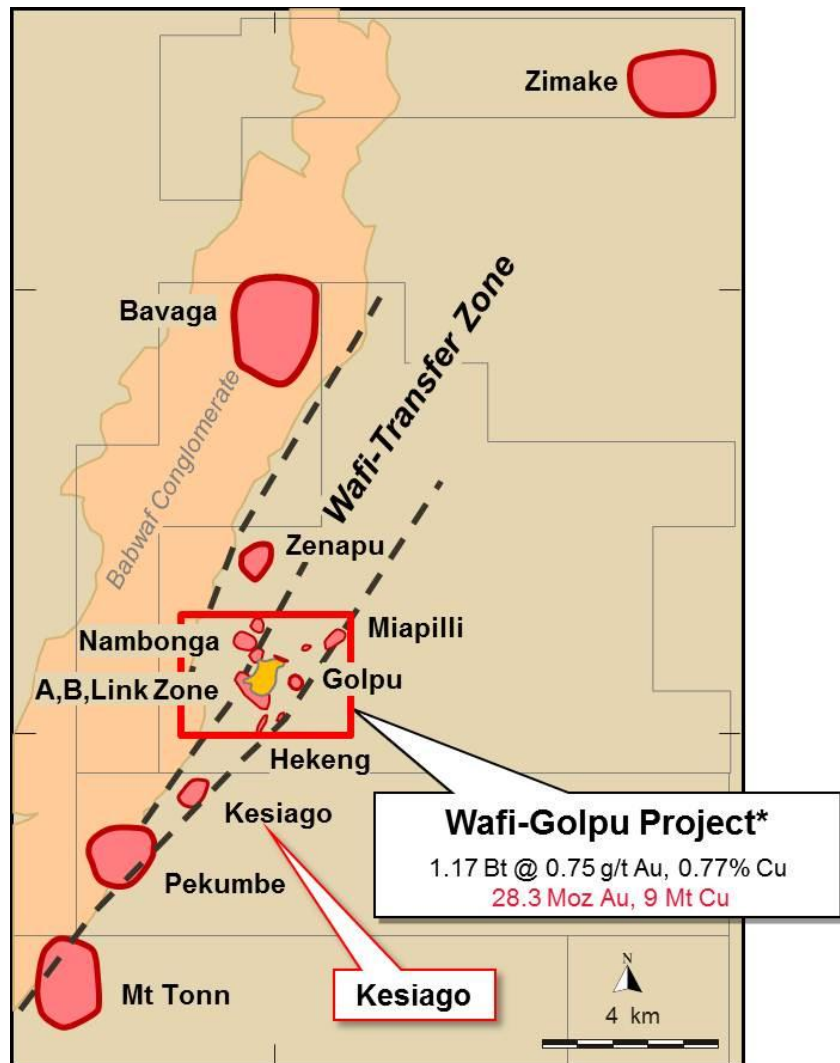 Zimake
Bavaga
Wafi-Transfer Zone
Babwaf Conglomerate
Zenapu
Nambonga
Miapilli
A,B,Link Zone
Golpu
Hekeng
Kesiago
Wafi-Golpu Project*
1.17 Bt @ 0.75 g/t Au, 0.77% Cu
28.3 Moz Au, 9 Mt Cu
Pekumbe
Mt Tonn
Kesiago
N
4 km